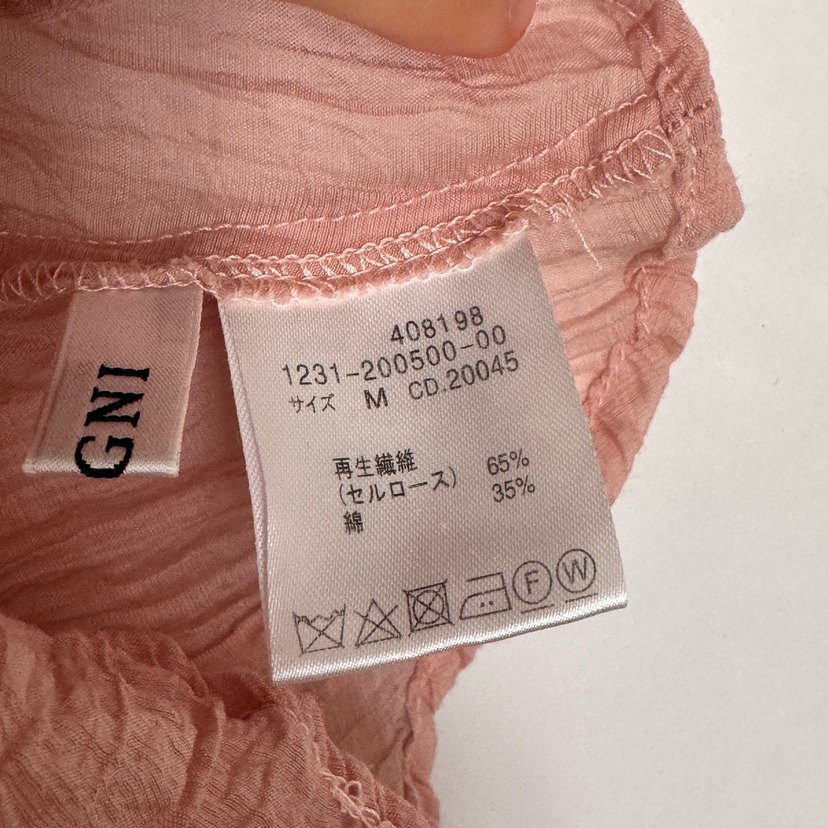 408198
1231-200500-00
サイズ M CD.20045
再生繊維 65%
(セルロース) 35%
綿
F W
GNI